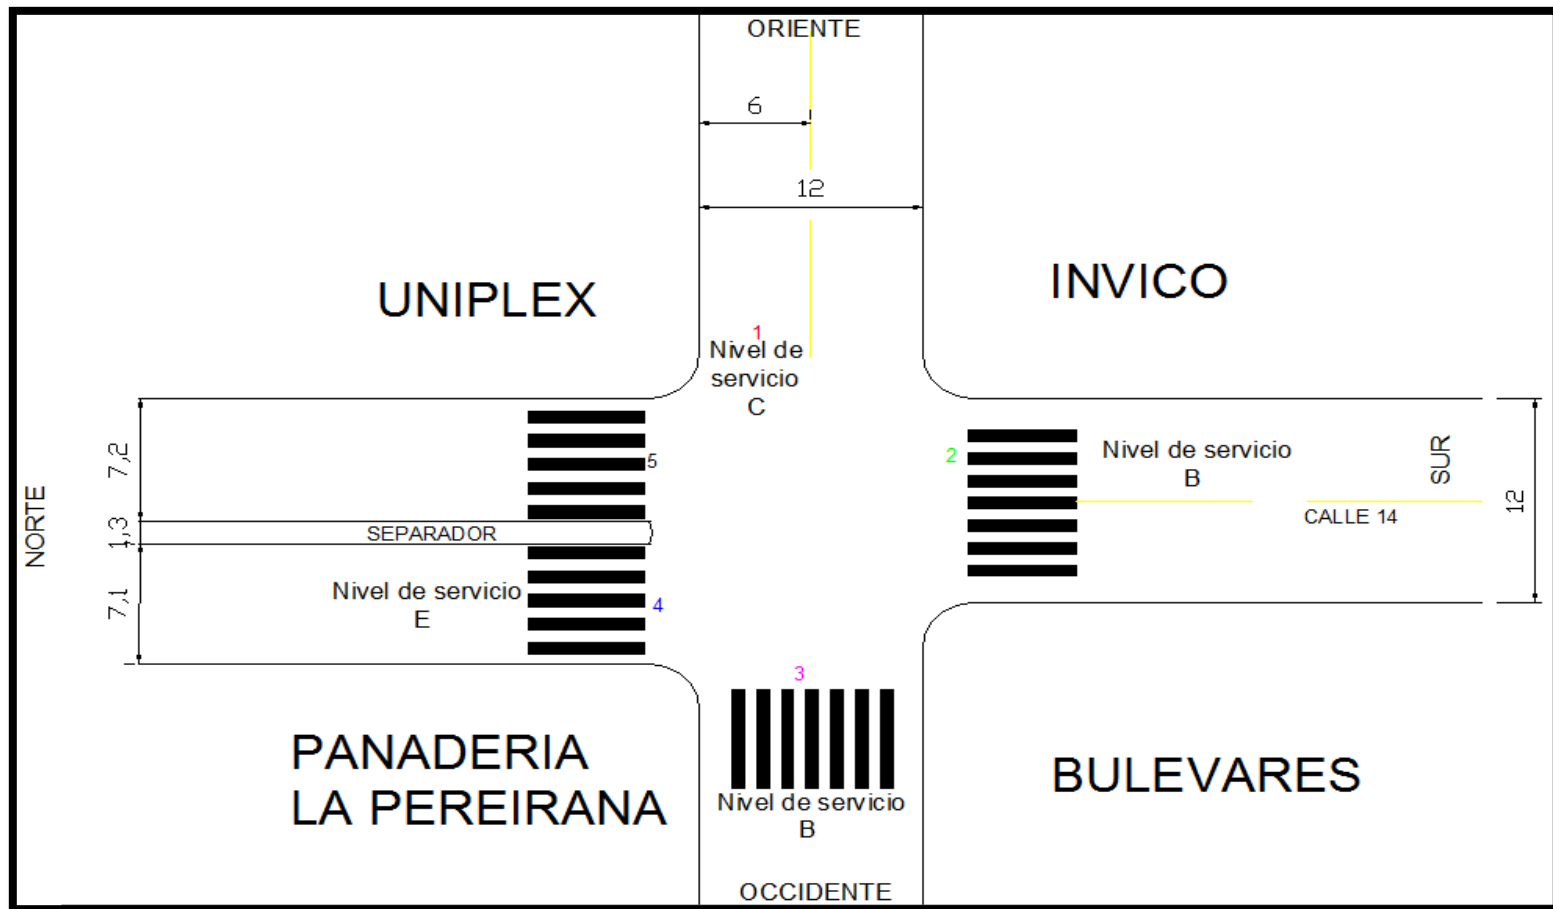 ORIENTE
6
12
UNIPLEX
INVICO
1
Nivel de
servicio
C
7,2
5
2
Nivel de servicio
B
SUR
12
CALLE 14
NORTE
1,3
SEPARADOR
7,1
Nivel de servicio
E
4
3
PANADERIA
LA PEREIRANA
BULEVARES
Nivel de servicio
B
OCCIDENTE